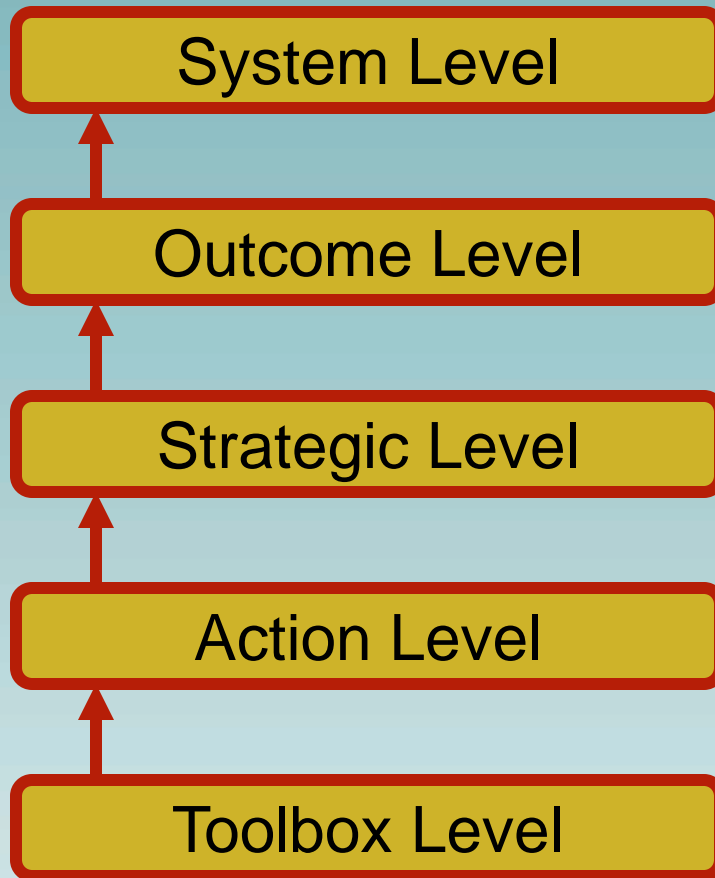 System Level
Outcome Level
Strategic Level
Action Level
Toolbox Level